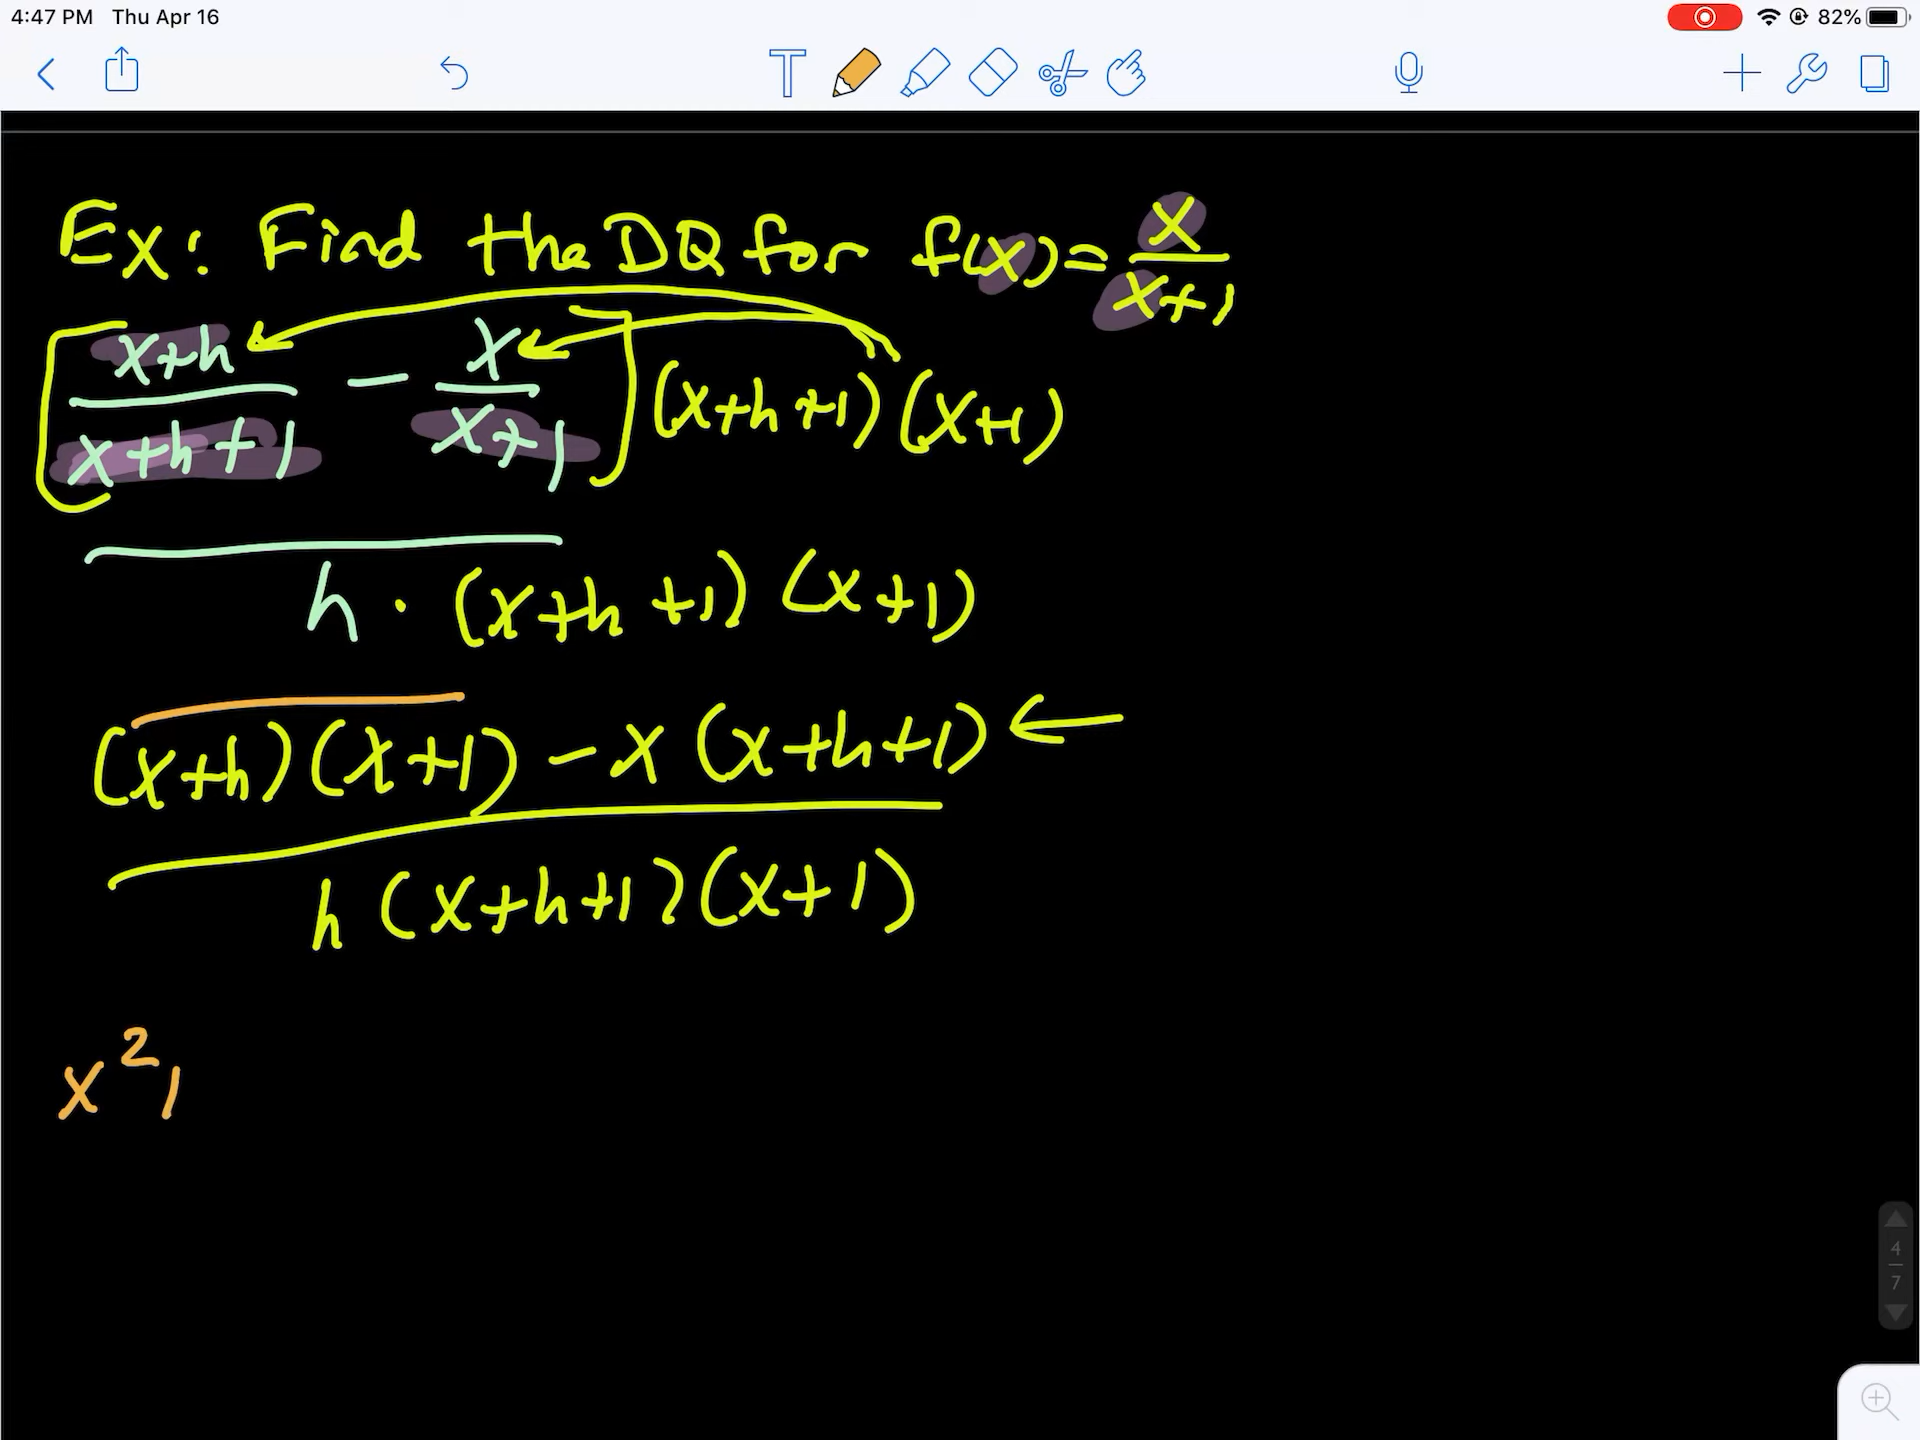 4:47 PM Thu Apr 16 82%
T
Ex: Find the DQ for f(x) = x/(x+1)
[(x+h)/(x+h+1) - x/(x+1)] (x+h+1)(x+1)
h · (x+h+1)(x+1)
(x+h)(x+1) - x(x+h+1) ←
h(x+h+1)(x+1)
x²
4
7